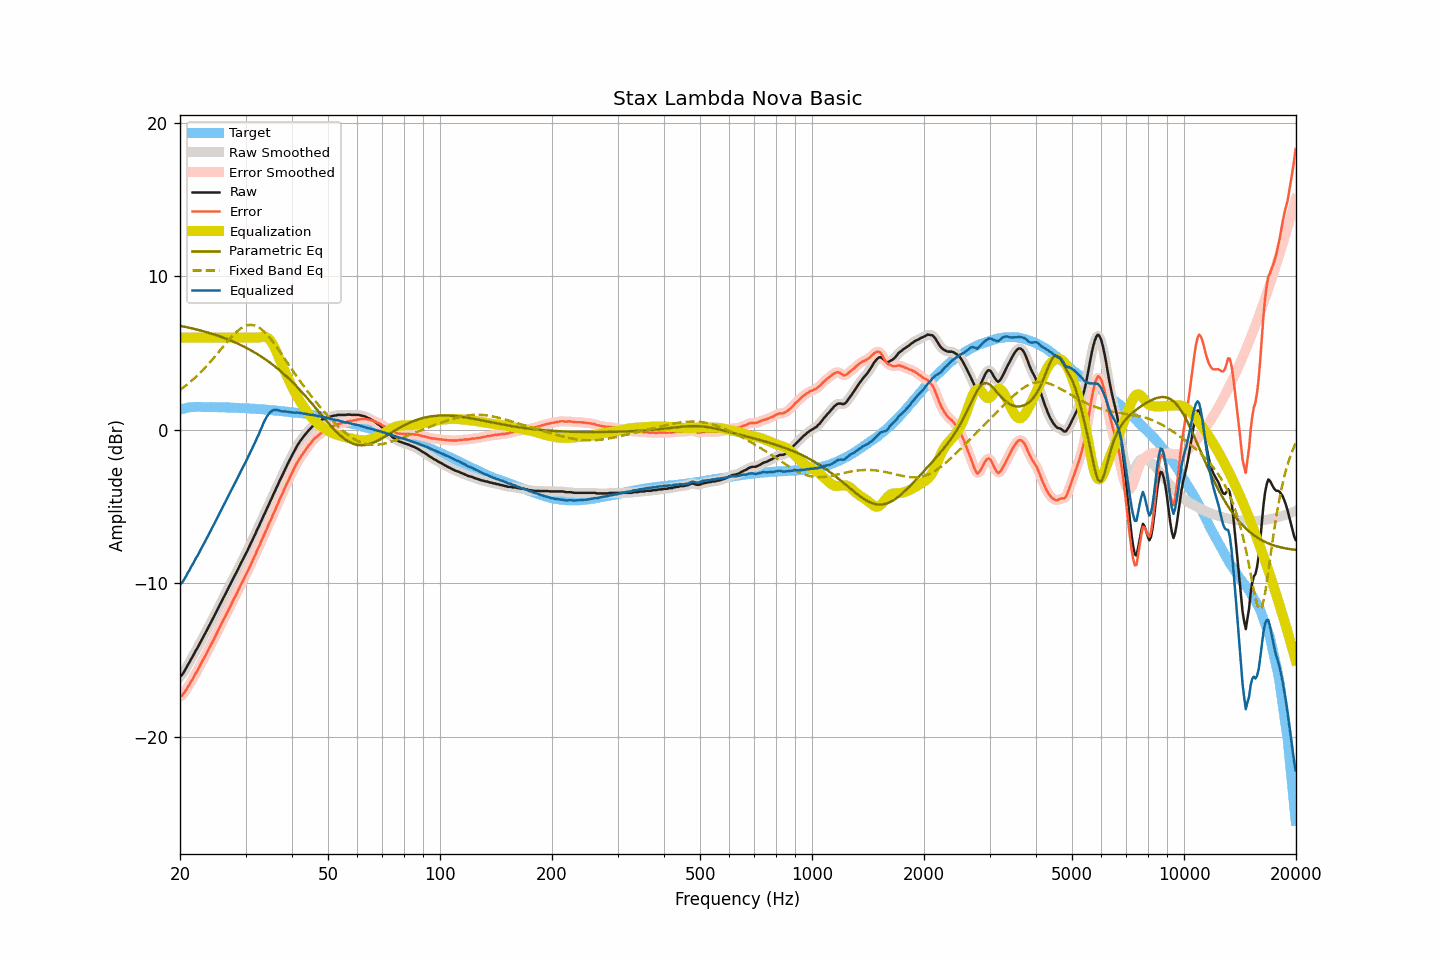 Stax Lambda Nova Basic
Target
Raw Smoothed
Error Smoothed
Raw
Error
Equalization
Parametric Eq
Fixed Band Eq
Equalized
20
10
0
−10
−20
Amplitude (dBr)
20
50
100
200
500
1000
2000
5000
10000
20000
Frequency (Hz)